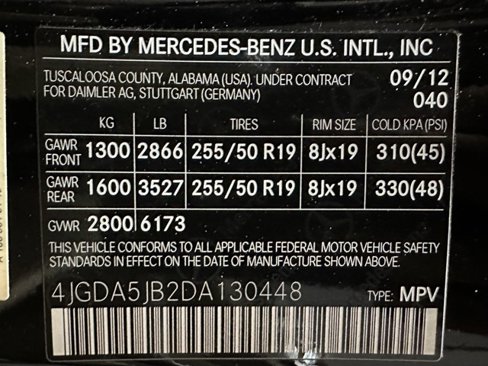 MFD BY MERCEDES-BENZ U.S. INTL., INC
TUSCALOOSA COUNTY, ALABAMA (USA). UNDER CONTRACT 09/12
FOR DAIMLER AG, STUTTGART (GERMANY) 040
KG LB TIRES RIM SIZE COLD KPA (PSI)
GAWR FRONT 1300 2866 255/50 R19 8Jx19 310(45)
GAWR REAR 1600 3527 255/50 R19 8Jx19 330(48)
GVWR 2800 6173
THIS VEHICLE CONFORMS TO ALL APPLICABLE FEDERAL MOTOR VEHICLE SAFETY
STANDARDS IN EFFECT ON THE DATE OF MANUFACTURE SHOWN ABOVE.
4JGDA5JB2DA130448 TYPE: MPV